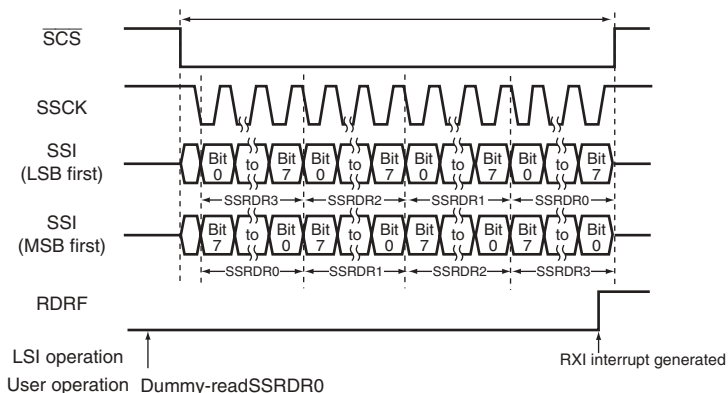 SCS
SSCK
SSI
(LSB first)
Bit 0 to Bit 7 Bit 0 to Bit 7 Bit 0 to Bit 7 Bit 0 to Bit 7
SSRDR3 SSRDR2 SSRDR1 SSRDR0
SSI
(MSB first)
Bit 7 to Bit 0 Bit 7 to Bit 0 Bit 7 to Bit 0 Bit 7 to Bit 0
SSRDR0 SSRDR1 SSRDR2 SSRDR3
RDRF
LSI operation RXI interrupt generated
User operation Dummy-readSSRDR0